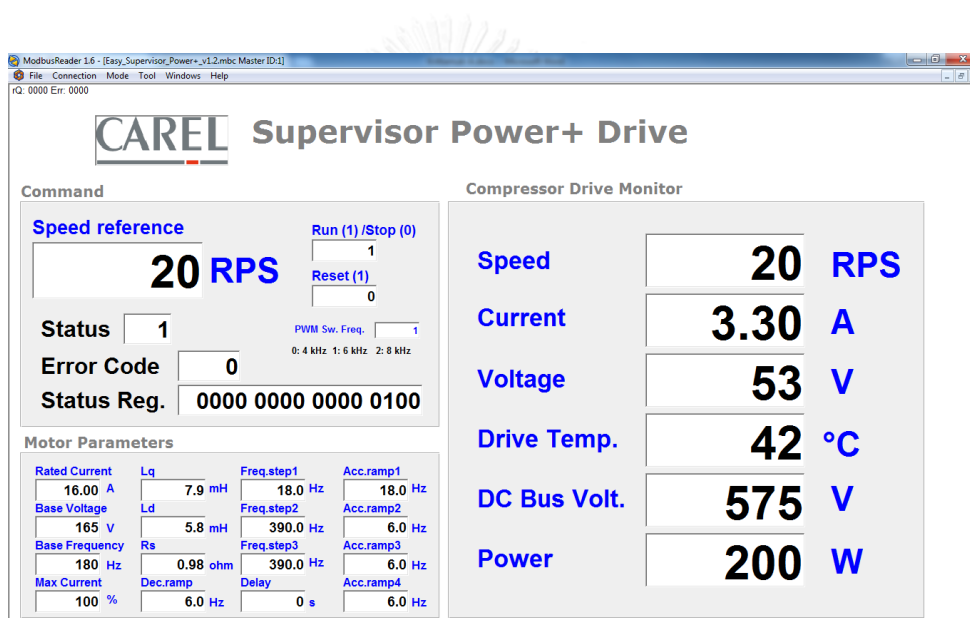 ModbusReader 1.6 - [Easy_Supervisor_Power+_v1.2.mbc Master ID:1]
File Connection Mode Tool Windows Help
rQ: 0000 Err: 0000
CAREL Supervisor Power+ Drive
Command
Speed reference
20 RPS
Run (1) /Stop (0)
1
Reset (1)
0
Status 1
PWM Sw. Freq. 1
0: 4 kHz 1: 6 kHz 2: 8 kHz
Error Code 0
Status Reg. 0000 0000 0000 0100
Motor Parameters
Rated Current Lq Freq.step1 Acc.ramp1
16.00 A 7.9 mH 18.0 Hz 18.0 Hz
Base Voltage Ld Freq.step2 Acc.ramp2
165 V 5.8 mH 390.0 Hz 6.0 Hz
Base Frequency Rs Freq.step3 Acc.ramp3
180 Hz 0.98 ohm 390.0 Hz 6.0 Hz
Max Current Dec.ramp Delay Acc.ramp4
100 % 6.0 Hz 0 s 6.0 Hz
Compressor Drive Monitor
Speed 20 RPS
Current 3.30 A
Voltage 53 V
Drive Temp. 42 °C
DC Bus Volt. 575 V
Power 200 W